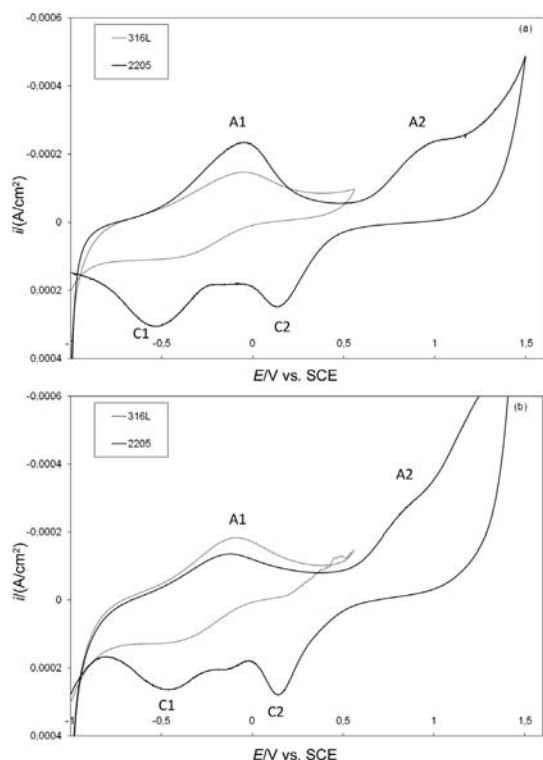 -0,0006
(a)
316L
2205
-0,0004
A1
A2
-0,0002
i/(A/cm²)
0
0,0002
C1
C2
0,0004
-1
-0,5
0
0,5
1
1,5
E/V vs. SCE
-0,0006
(b)
316L
2205
-0,0004
A2
A1
-0,0002
i/(A/cm²)
0
0,0002
C1
C2
0,0004
-1
-0,5
0
0,5
1
1,5
E/V vs. SCE